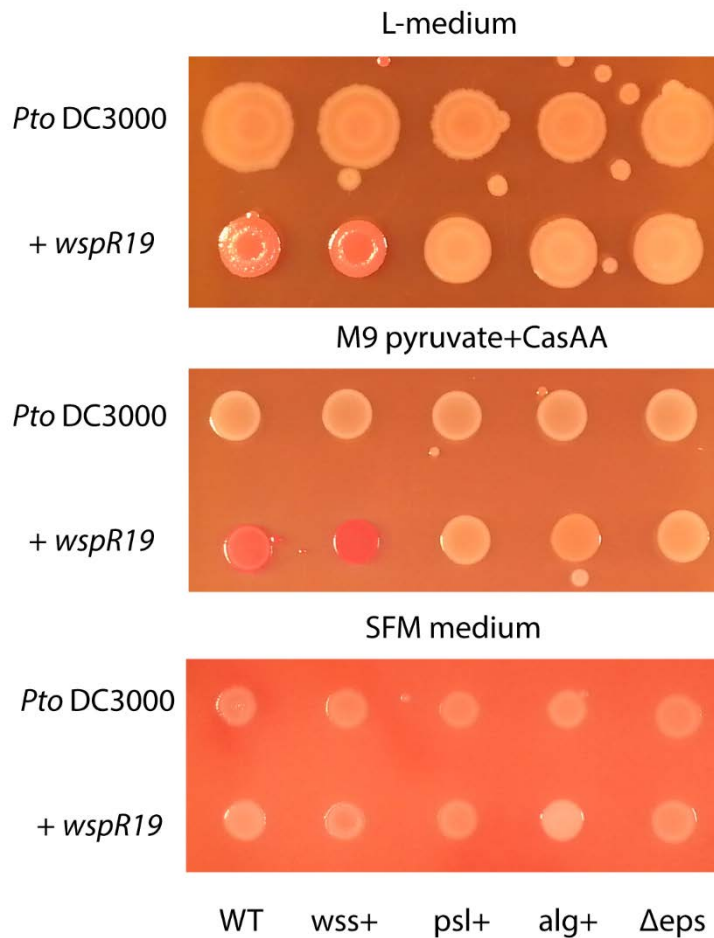 L-medium
Pto DC3000
+ wspR19
M9 pyruvate+CasAA
Pto DC3000
+ wspR19
SFM medium
Pto DC3000
+ wspR19
WT wss+ psl+ alg+ Δeps